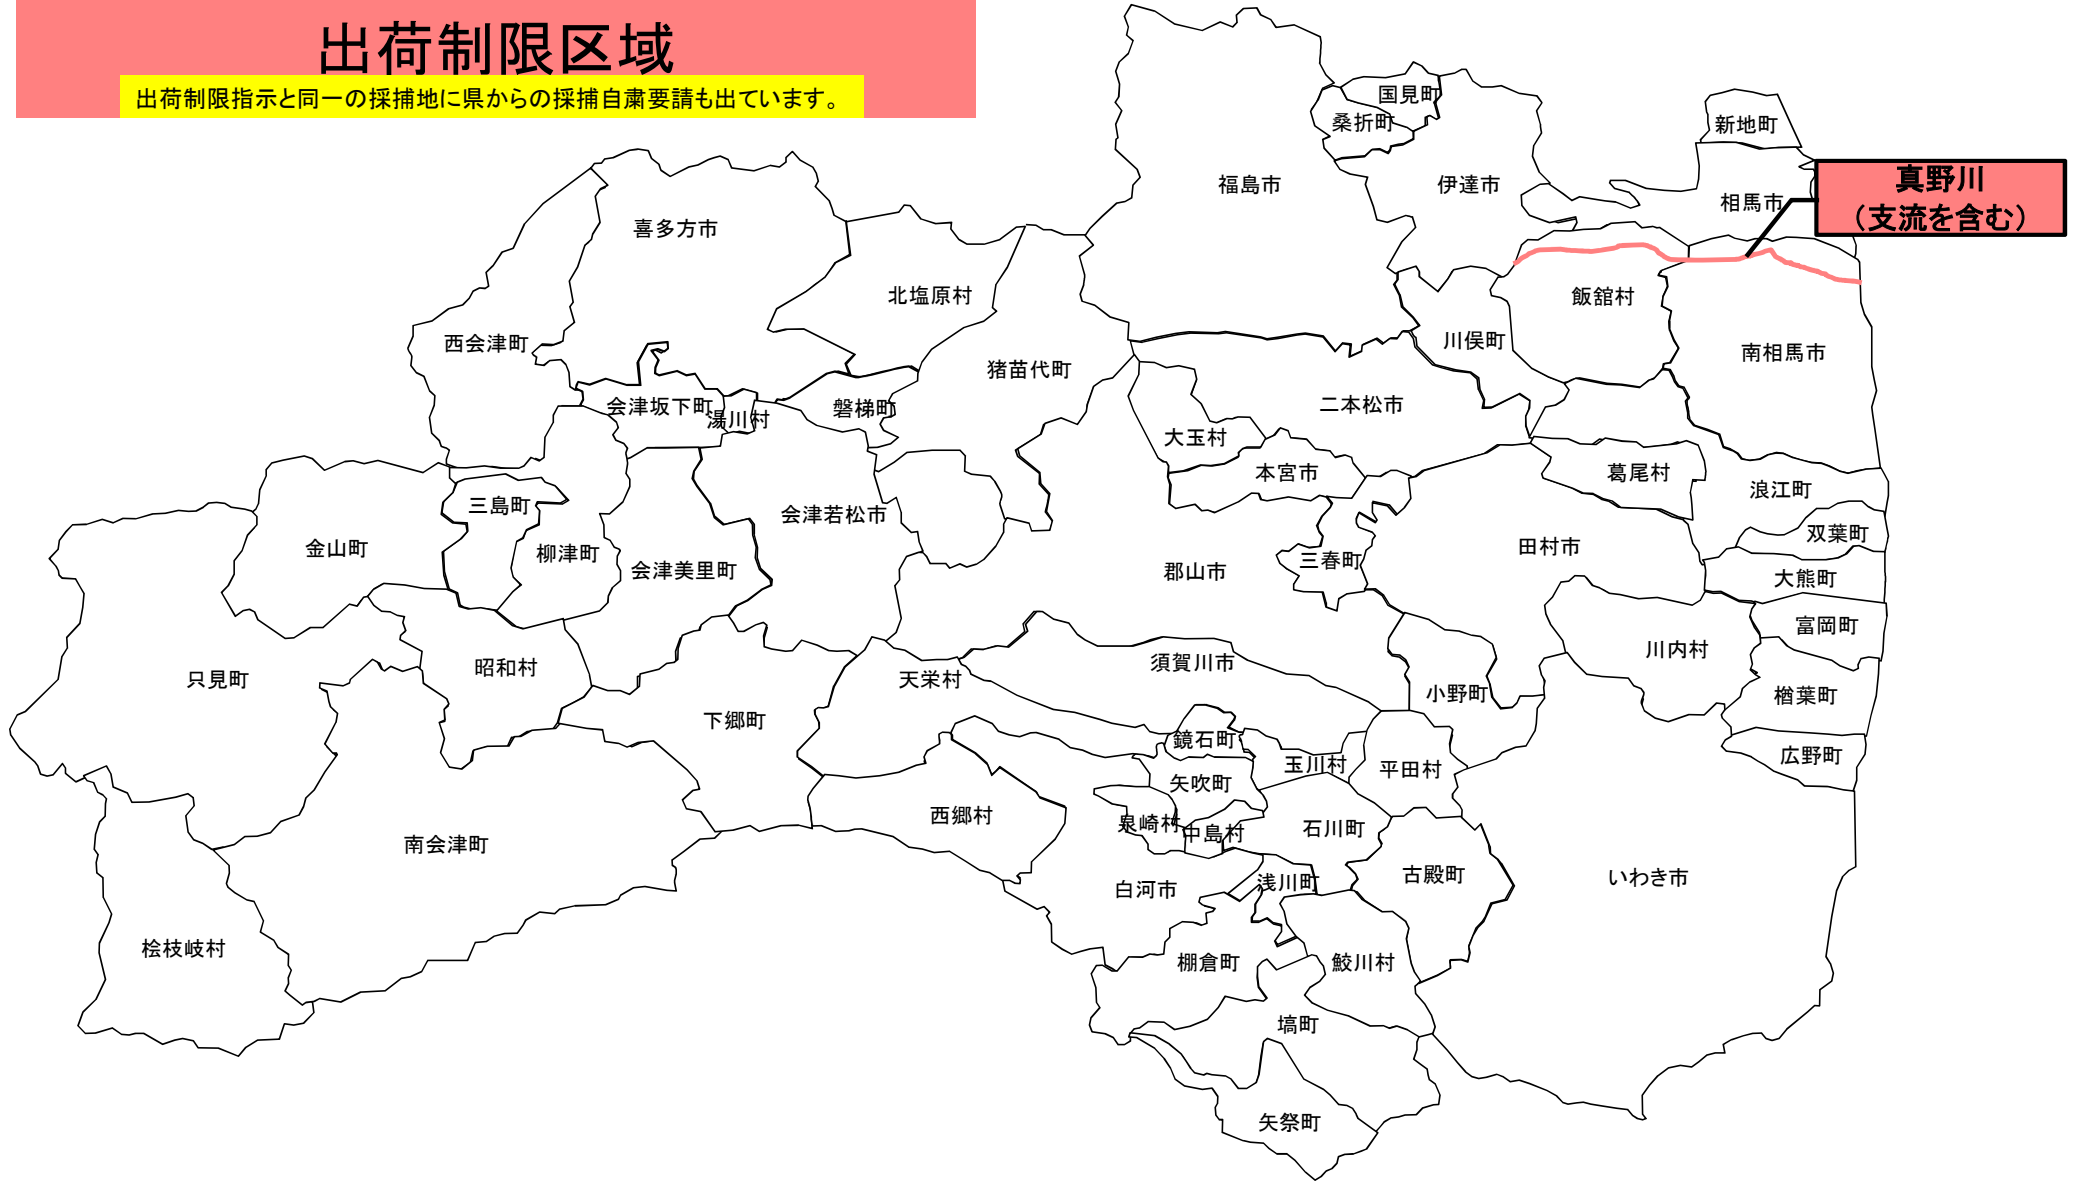 出荷制限区域
出荷制限指示と同一の採捕地に県からの採捕自粛要請も出ています。
国見町
桑折町
新地町
真野川
（支流を含む）
福島市
伊達市
相馬市
喜多方市
北塩原村
飯舘村
西会津町
川俣町
南相馬市
猪苗代町
会津坂下町
湯川村
磐梯町
二本松市
大玉村
本宮市
葛尾村
浪江町
三島町
会津若松市
双葉町
金山町
柳津町
会津美里町
郡山市
三春町
田村市
大熊町
富岡町
川内村
只見町
昭和村
天栄村
須賀川市
小野町
楢葉町
下郷町
鏡石町
玉川村
平田村
広野町
矢吹町
西郷村
泉崎村
中島村
石川町
南会津町
白河市
浅川町
古殿町
いわき市
桧枝岐村
棚倉町
鮫川村
塙町
矢祭町